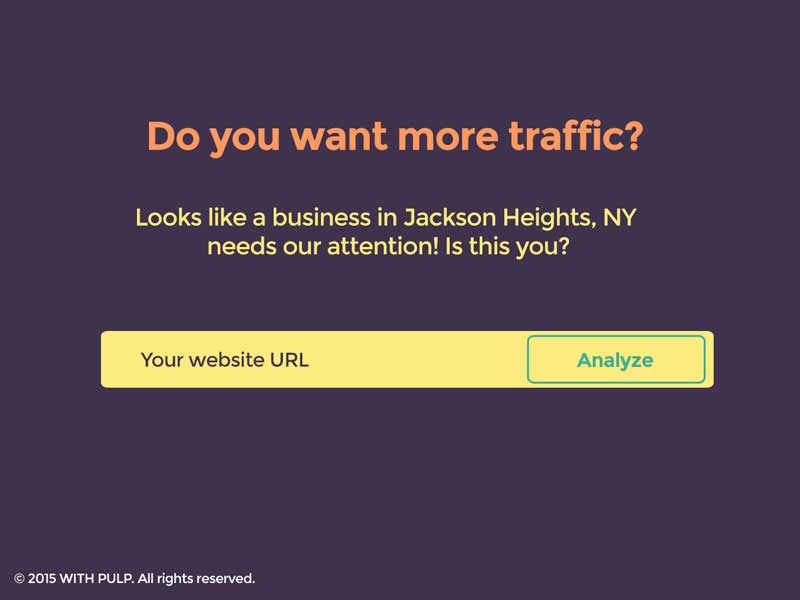 Do you want more traffic?
Looks like a business in Jackson Heights, NY
needs our attention! Is this you?
Your website URL
Analyze
© 2015 WITH PULP. All rights reserved.